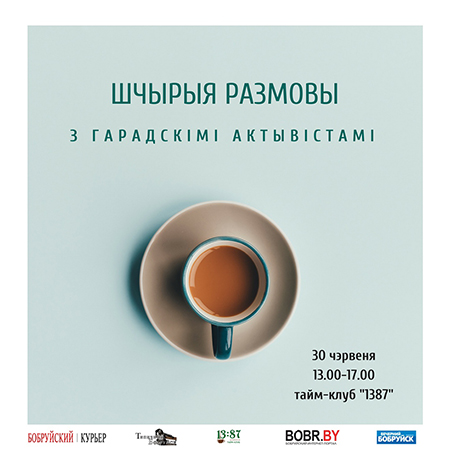 ШЧЫРЫЯ РАЗМОВЫ
З ГАРАДСКІМІ АКТЫВІСТАМІ
30 чэрвеня
13.00-17.00
тайм-клуб "1387"
БОБРУЙСКИЙ | КУРЬЕР
13:87
BOBR.BY
ВЕЧЕРНИЙ
БОБРУЙСК